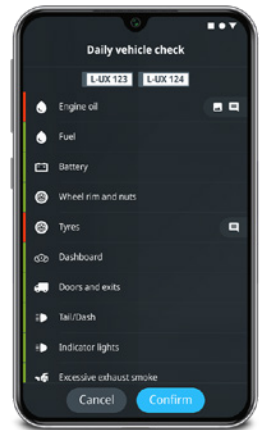 Daily vehicle check
L-UX 123 L-UX 124
Engine oil
Fuel
Battery
Wheel rim and nuts
Tyres
Dashboard
Doors and exits
Tail/Dash
Indicator lights
Excessive exhaust smoke
Cancel Confirm